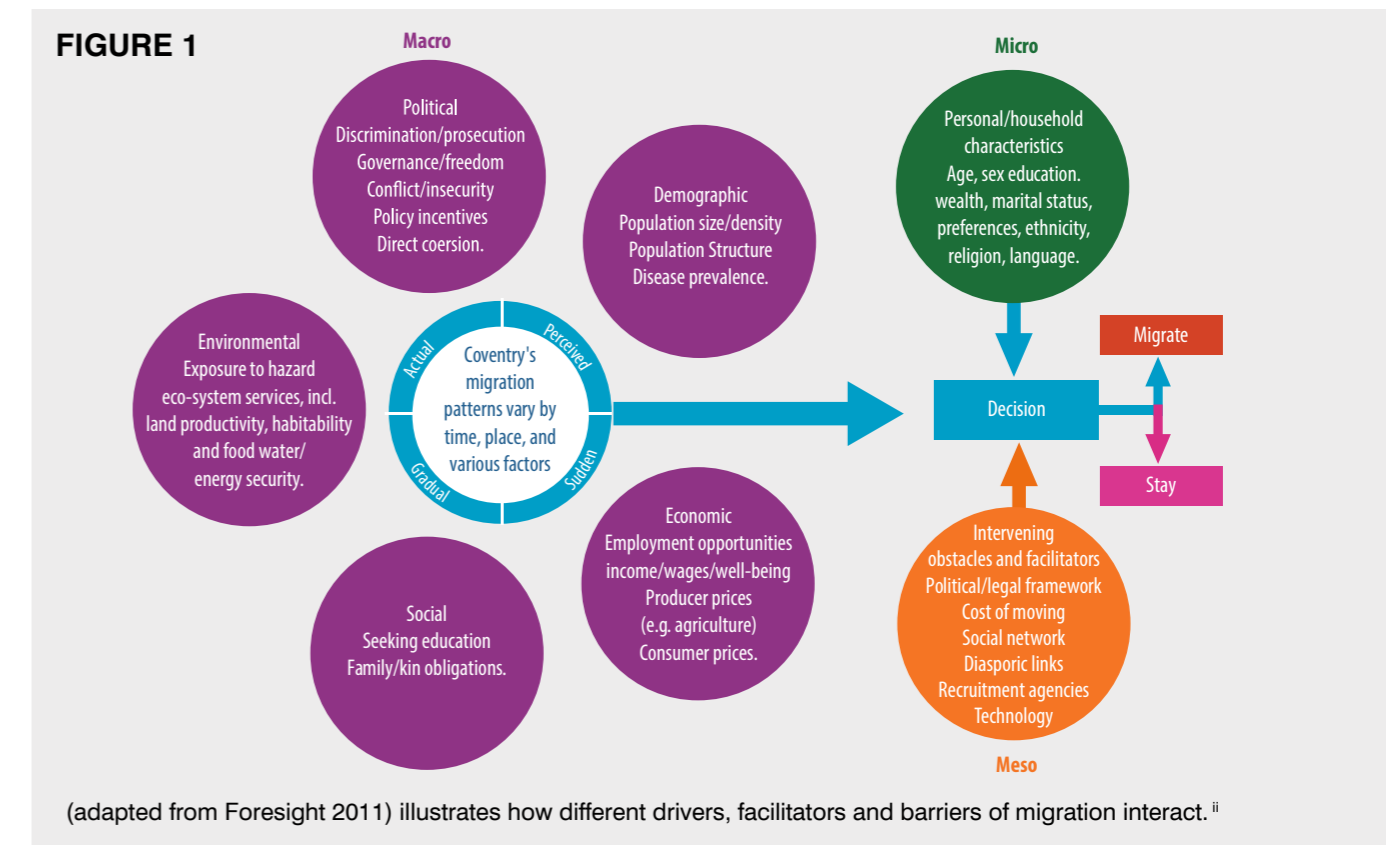 FIGURE 1
Macro
Political
Discrimination/prosecution
Governance/freedom
Conflict/insecurity
Policy incentives
Direct coersion.
Demographic
Population size/density
Population Structure
Disease prevalence.
Micro
Personal/household
characteristics
Age, sex education.
wealth, marital status,
preferences, ethnicity,
religion, language.
Environmental
Exposure to hazard
eco-system services, incl.
land productivity, habitability
and food water/
energy security.
Actual
Perceived
Gradual
Sudden
Coventry's
migration
patterns vary by
time, place, and
various factors
Decision
Migrate
Stay
Social
Seeking education
Family/kin obligations.
Economic
Employment opportunities
income/wages/well-being
Producer prices
(e.g. agriculture)
Consumer prices.
Intervening
obstacles and facilitators
Political/legal framework
Cost of moving
Social network
Diasporic links
Recruitment agencies
Technology
Meso
(adapted from Foresight 2011) illustrates how different drivers, facilitators and barriers of migration interact. ii